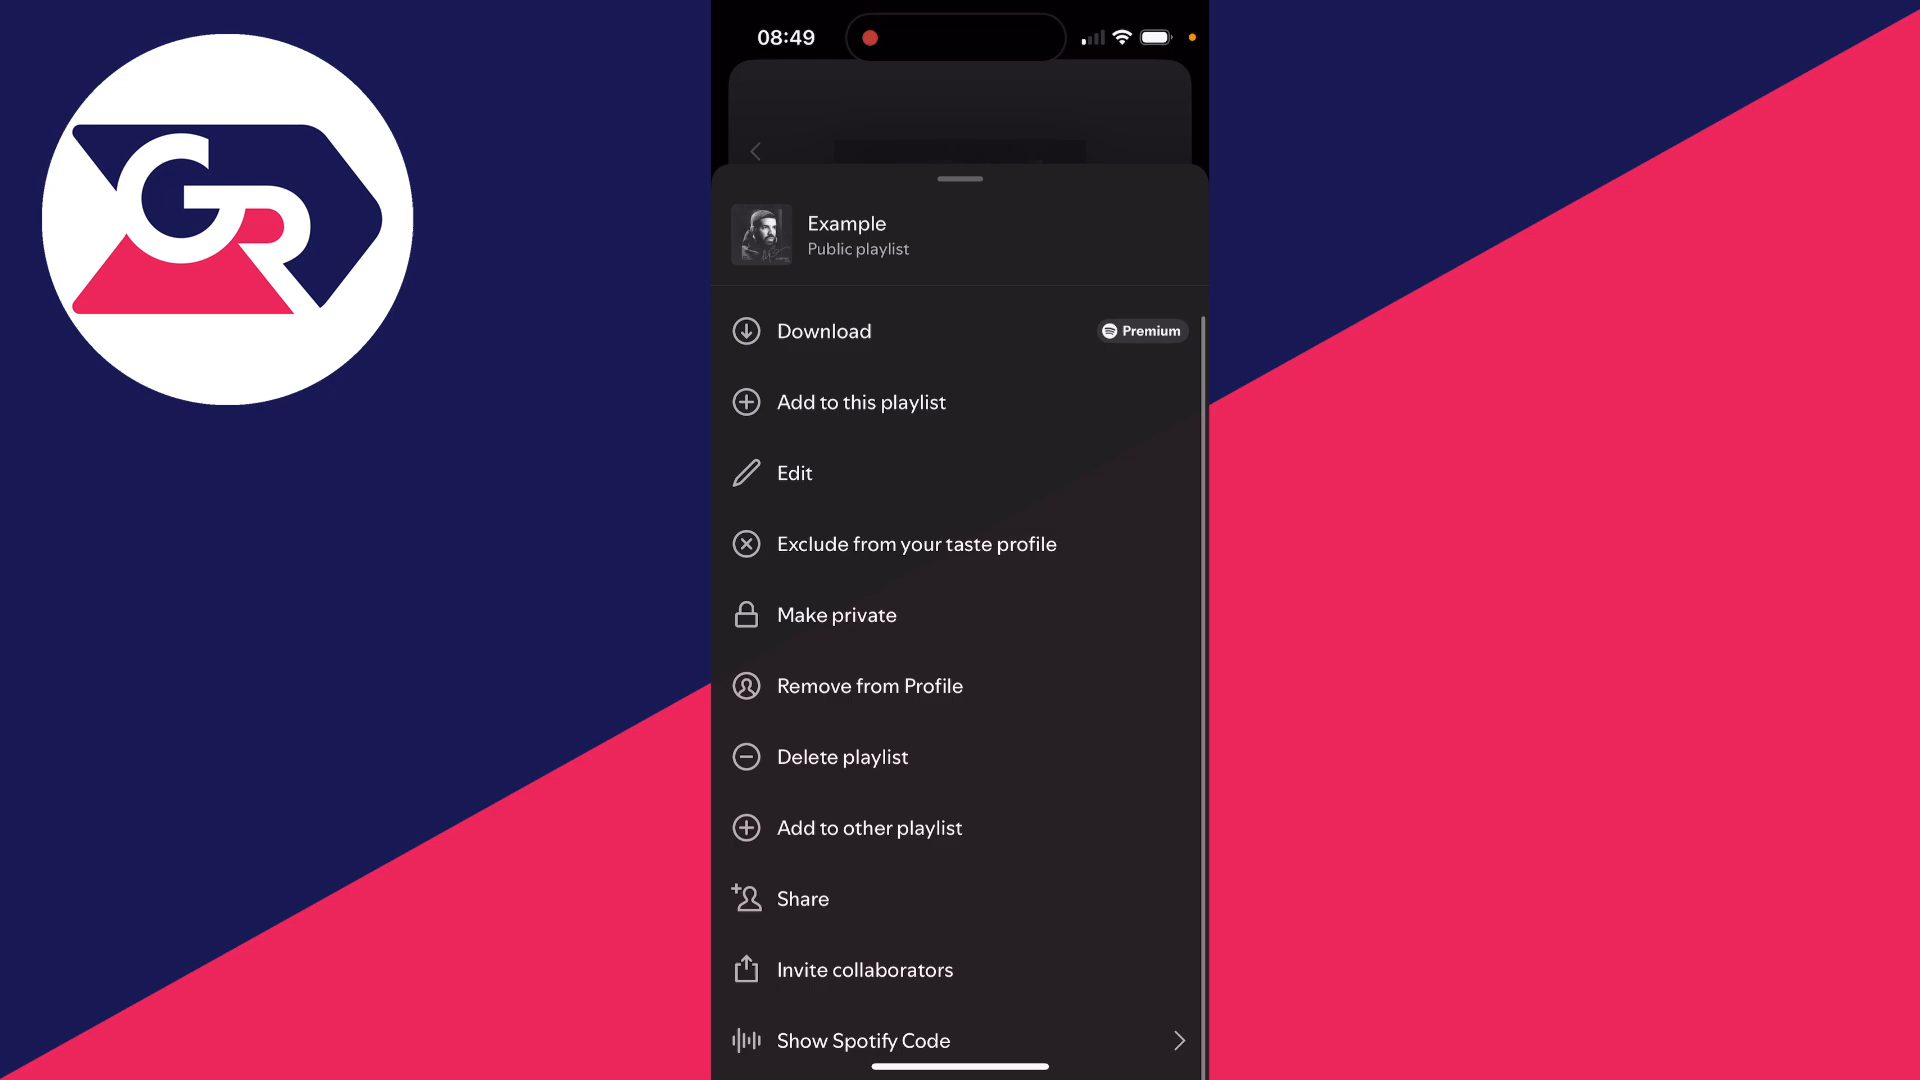 GR
08:49
Example
Public playlist
Download
Premium
Add to this playlist
Edit
Exclude from your taste profile
Make private
Remove from Profile
Delete playlist
Add to other playlist
Share
Invite collaborators
Show Spotify Code